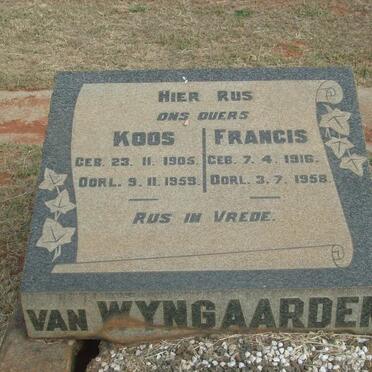 HIER RUS
ONS OUERS
KOOS FRANCIS
GEB. 23. 11. 1905. GEB. 7. 4. 1916.
OORL. 9. 11. 1959. OORL. 3. 7. 1958.
RUS IN VREDE.
VAN WYNGAARDEN